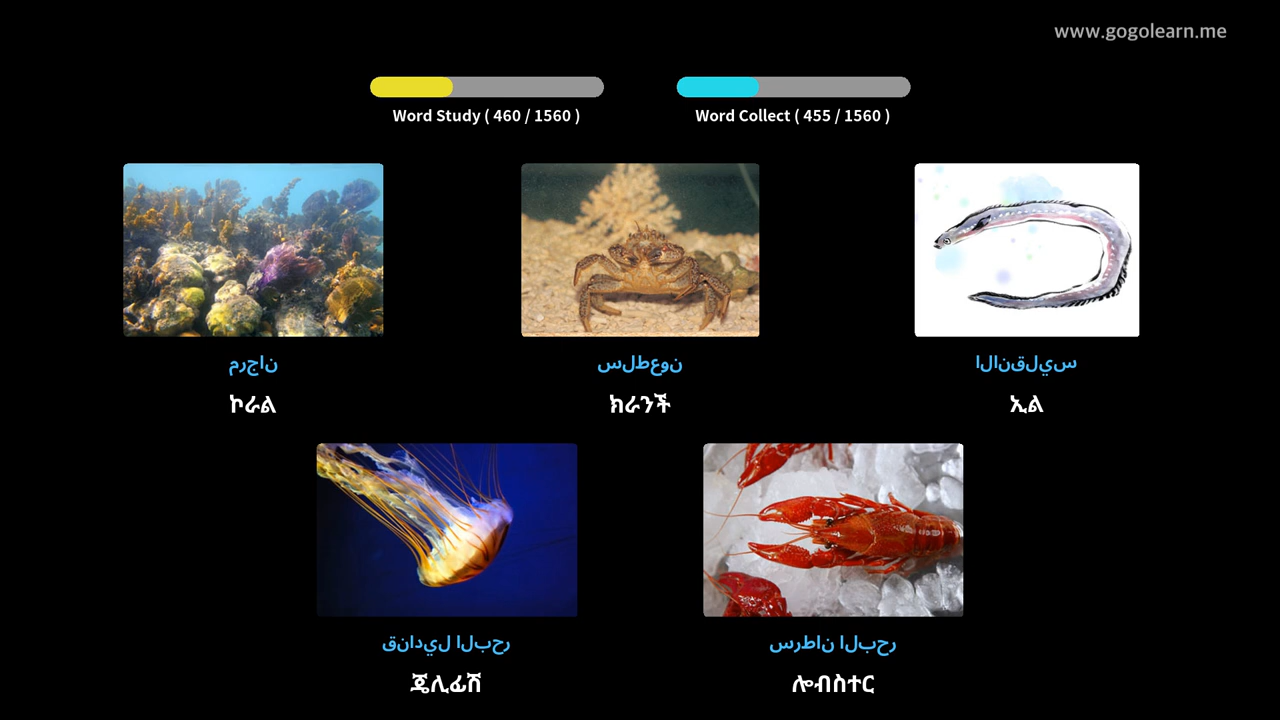 www.gogolearn.me
Word Study ( 460 / 1560 )
Word Collect ( 455 / 1560 )
مرجان
ኮራል
سلطعون
ክራንች
الانقليس
ኢል
قناديل البحر
ጄሊፊሽ
سرطان البحر
ሎብስተር